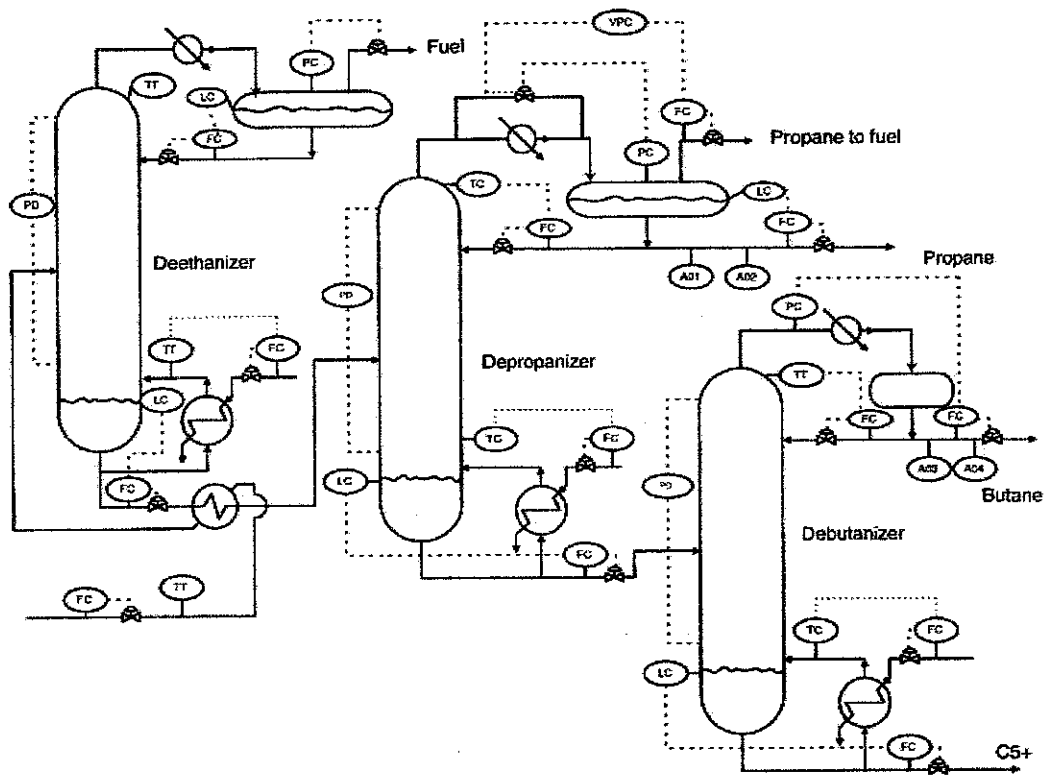 VPC
Fuel
PC
TT
LC
FC
FC
Propane to fuel
PC
TC
LC
FC
FC
PD
Deethanizer
Propane
A01
A02
PD
PC
TT
FC
Depropanizer
TT
LC
FC
FC
TC
FC
A03
A04
Butane
LC
FC
PD
Debutanizer
FC
FC
TT
TC
FC
LC
FC
C5+